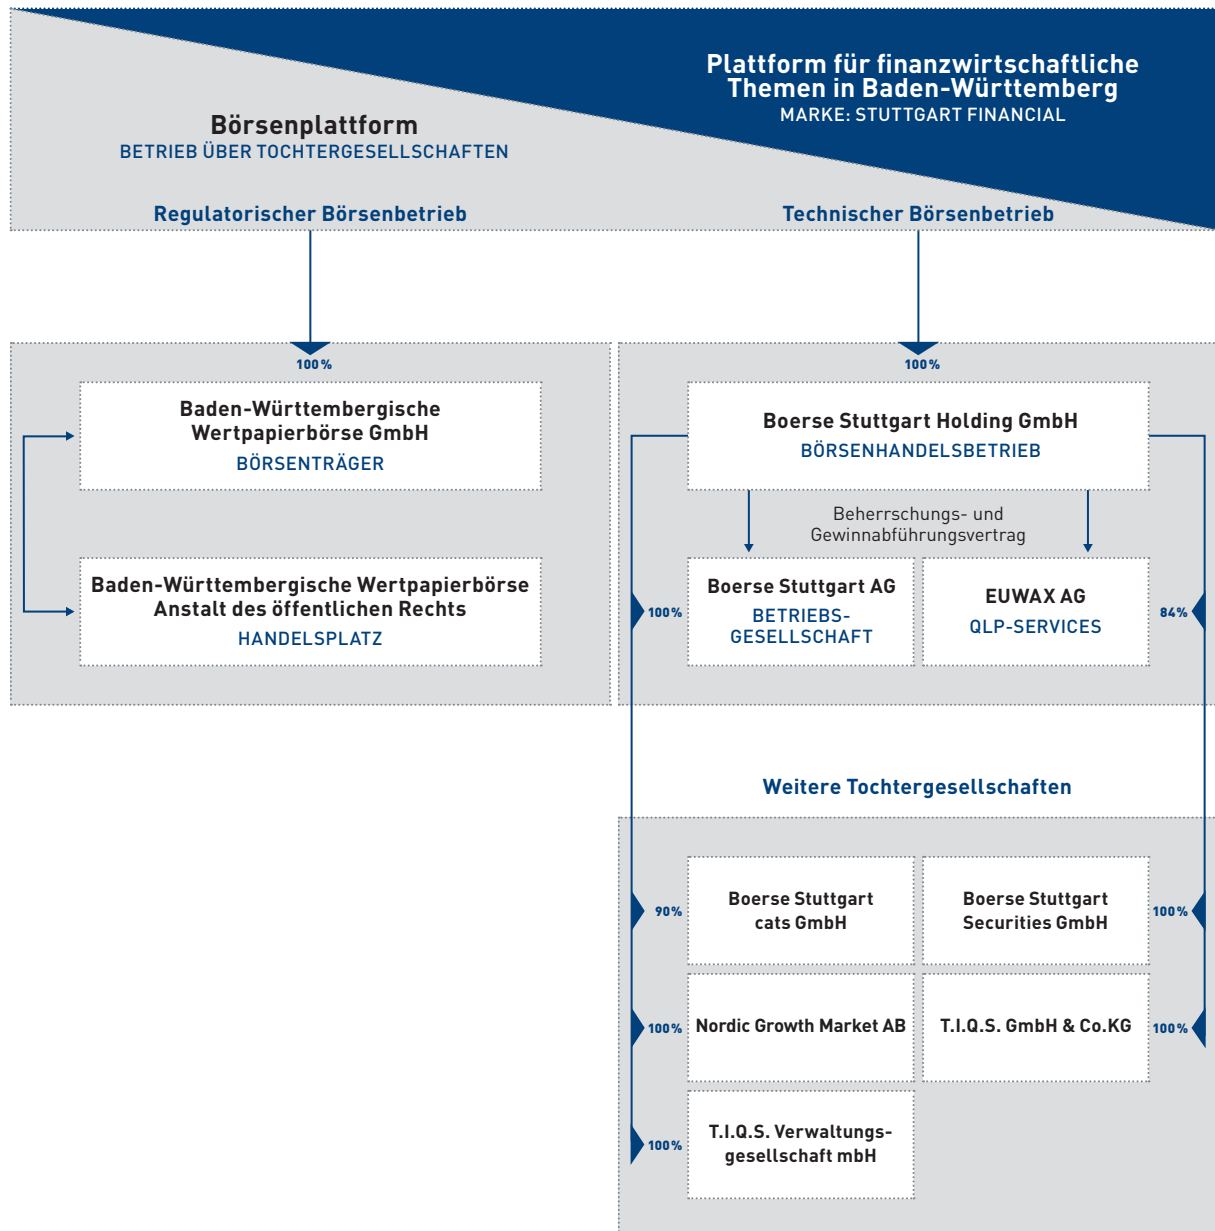 Plattform für finanzwirtschaftliche
Themen in Baden-Württemberg
MARKE: STUTTGART FINANCIAL
Börsenplattform
BETRIEB ÜBER TOCHTERGESELLSCHAFTEN
Regulatorischer Börsenbetrieb
Technischer Börsenbetrieb
100%
Baden-Württembergische
Wertpapierbörse GmbH
BÖRSENTRÄGER
Baden-Württembergische Wertpapierbörse
Anstalt des öffentlichen Rechts
HANDELSPLATZ
100%
Boerse Stuttgart Holding GmbH
BÖRSENHANDELSBETRIEB
Beherrschungs- und
Gewinnabführungsvertrag
100%
Boerse Stuttgart AG
BETRIEBS-
GESELLSCHAFT
EUWAX AG
QLP-SERVICES
84%
Weitere Tochtergesellschaften
90%
Boerse Stuttgart
cats GmbH
Boerse Stuttgart
Securities GmbH
100%
100%
Nordic Growth Market AB
T.I.Q.S. GmbH & Co.KG
100%
100%
T.I.Q.S. Verwaltungs-
gesellschaft mbH